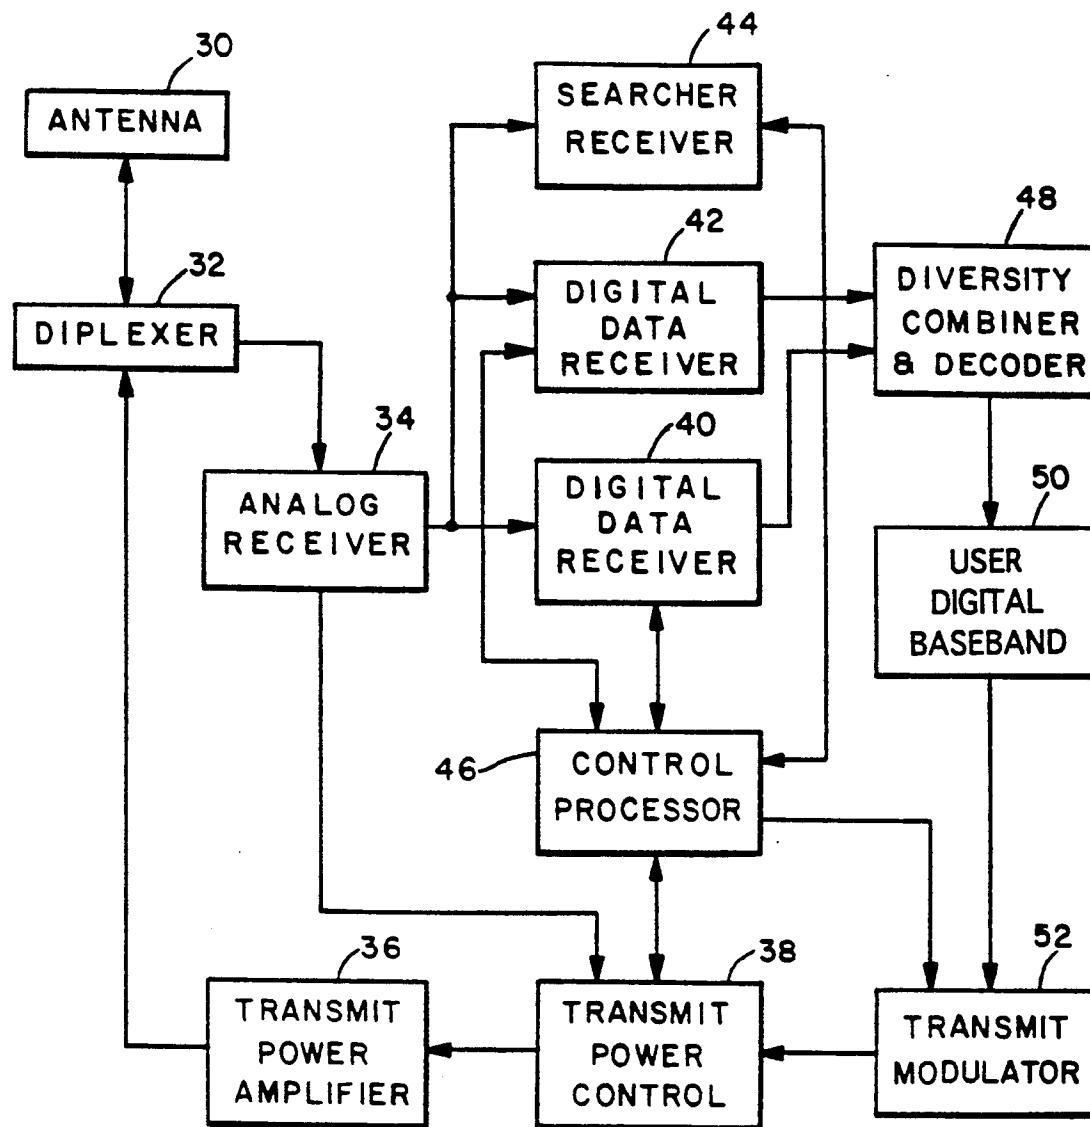 30
ANTENNA
32
DIPLEXER
34
ANALOG
RECEIVER
44
SEARCHER
RECEIVER
42
DIGITAL
DATA
RECEIVER
40
DIGITAL
DATA
RECEIVER
48
DIVERSITY
COMBINER
& DECODER
50
USER
DIGITAL
BASEBAND
46
CONTROL
PROCESSOR
36
TRANSMIT
POWER
AMPLIFIER
38
TRANSMIT
POWER
CONTROL
52
TRANSMIT
MODULATOR